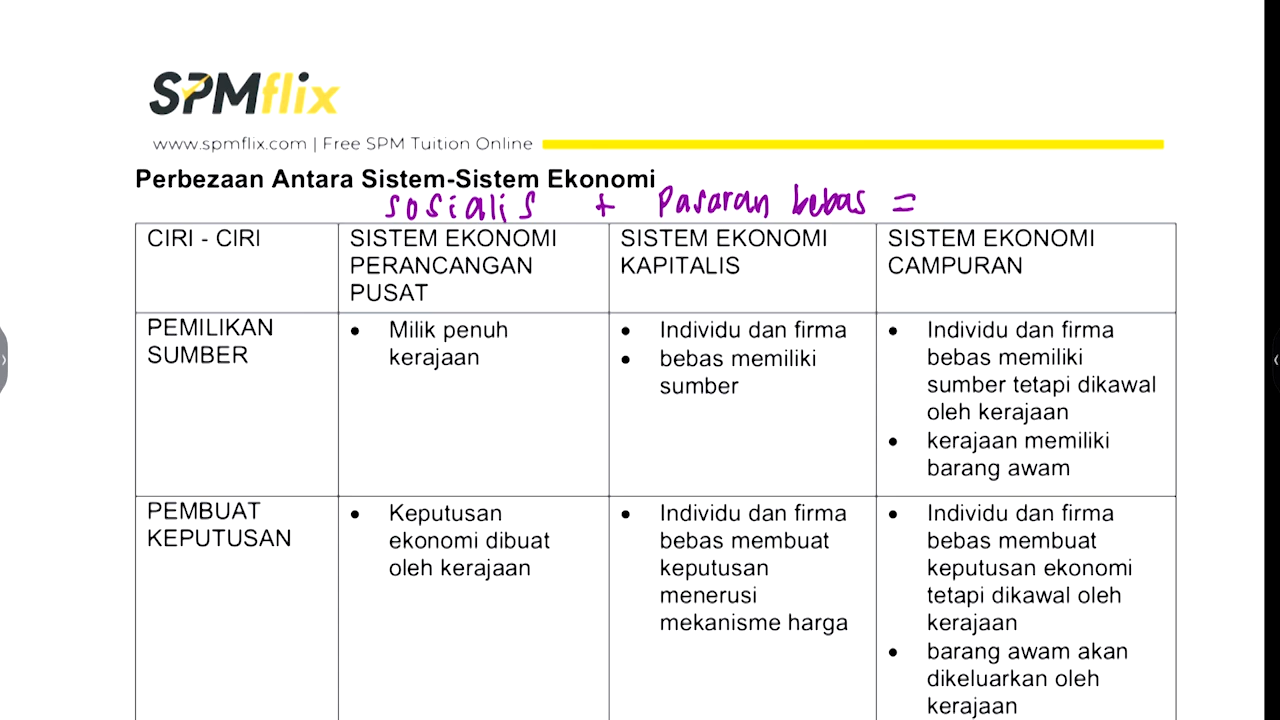 SPMflix
www.spmflix.com | Free SPM Tuition Online
Perbezaan Antara Sistem-Sistem Ekonomi
sosialis + Pasaran bebas =
CIRI - CIRI
SISTEM EKONOMI
PERANCANGAN
PUSAT
SISTEM EKONOMI
KAPITALIS
SISTEM EKONOMI
CAMPURAN
PEMILIKAN
SUMBER
• Milik penuh
kerajaan
• Individu dan firma
• bebas memiliki
sumber
• Individu dan firma
bebas memiliki
sumber tetapi dikawal
oleh kerajaan
• kerajaan memiliki
barang awam
PEMBUAT
KEPUTUSAN
• Keputusan
ekonomi dibuat
oleh kerajaan
• Individu dan firma
bebas membuat
keputusan
menerusi
mekanisme harga
• Individu dan firma
bebas membuat
keputusan ekonomi
tetapi dikawal oleh
kerajaan
• barang awam akan
dikeluarkan oleh
kerajaan